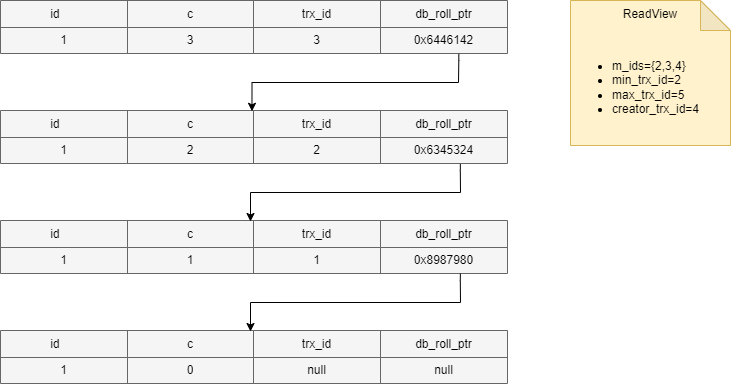 id c trx_id db_roll_ptr
1 3 3 0x6446142
id c trx_id db_roll_ptr
1 2 2 0x6345324
id c trx_id db_roll_ptr
1 1 1 0x8987980
id c trx_id db_roll_ptr
1 0 null null
ReadView
• m_ids={2,3,4}
• min_trx_id=2
• max_trx_id=5
• creator_trx_id=4